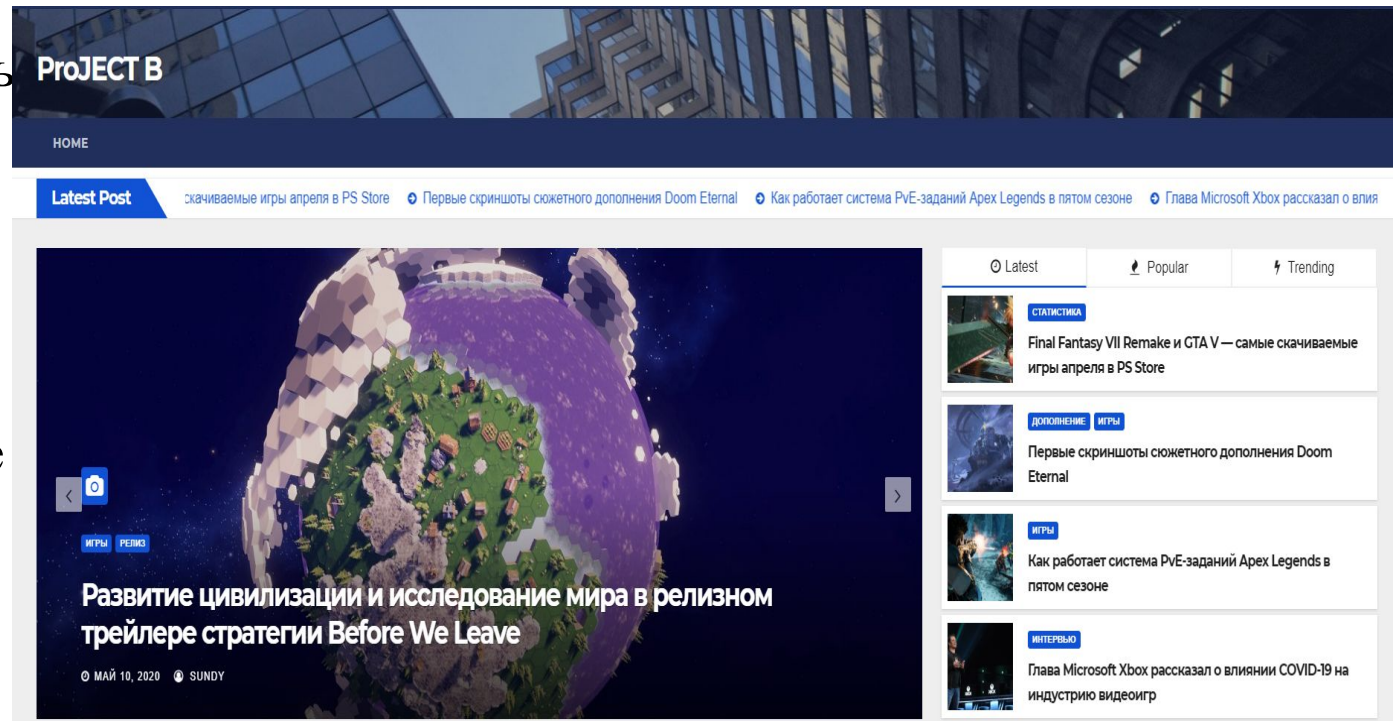 ь
ProJECT B
HOME
Latest Post
скачиваемые игры апреля в PS Store
Первые скриншоты сюжетного дополнения Doom Eternal
Как работает система PvE-заданий Apex Legends в пятом сезоне
Глава Microsoft Xbox рассказал о влия
е
ИГРЫ РЕЛИЗ
Развитие цивилизации и исследование мира в релизном
трейлере стратегии Before We Leave
МАЙ 10, 2020 SUNDY
Latest Popular Trending
СТАТИСТИКА
Final Fantasy VII Remake и GTA V — самые скачиваемые
игры апреля в PS Store
ДОПОЛНЕНИЕ ИГРЫ
Первые скриншоты сюжетного дополнения Doom
Eternal
ИГРЫ
Как работает система PvE-заданий Apex Legends в
пятом сезоне
ИНТЕРВЬЮ
Глава Microsoft Xbox рассказал о влиянии COVID-19 на
индустрию видеоигр